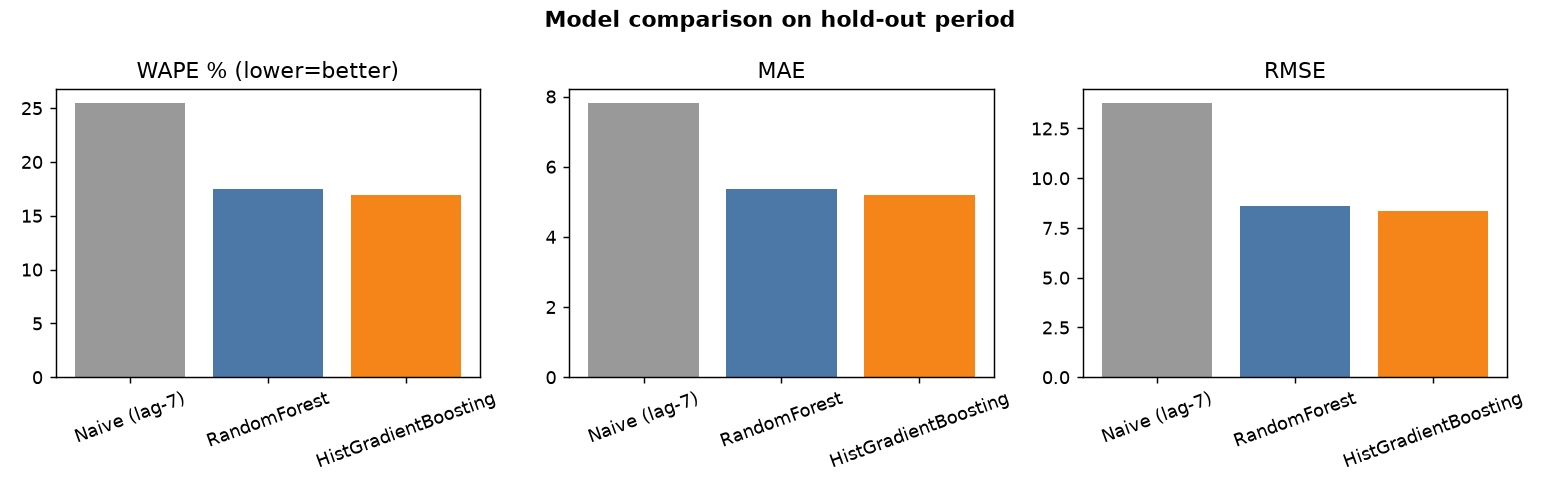 Model comparison on hold-out period
WAPE % (lower=better)
25
20
15
10
5
0
Naive (lag-7)
RandomForest
HistGradientBoosting
MAE
8
6
4
2
0
Naive (lag-7)
RandomForest
HistGradientBoosting
RMSE
12.5
10.0
7.5
5.0
2.5
0.0
Naive (lag-7)
RandomForest
HistGradientBoosting